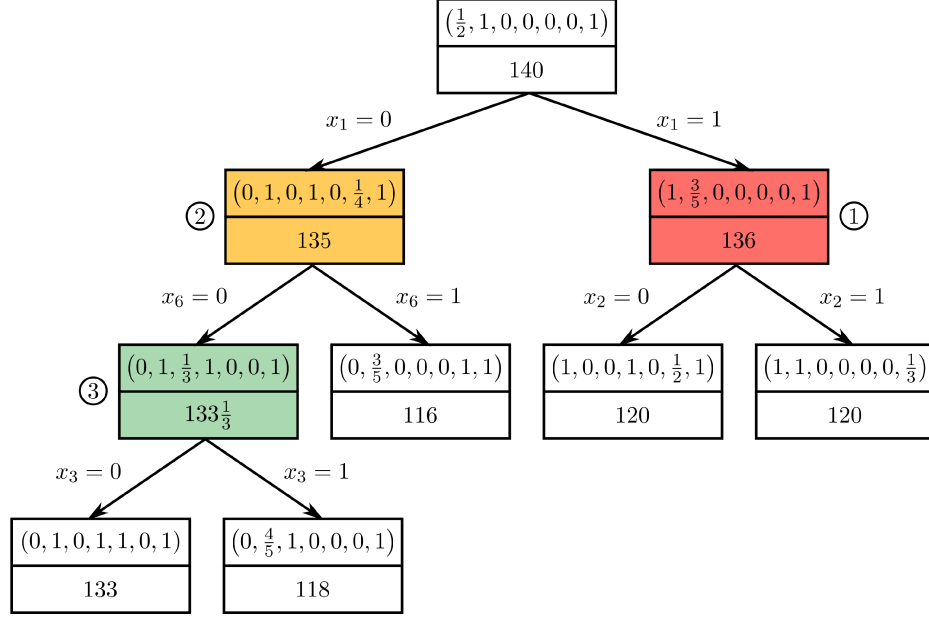 (1/2, 1, 0, 0, 0, 0, 1)
140
x₁ = 0
x₁ = 1
(0, 1, 0, 1, 0, 1/4, 1)
(1, 3/5, 0, 0, 0, 0, 1)
②
①
135
136
x₆ = 0
x₆ = 1
x₂ = 0
x₂ = 1
(0, 1, 1/3, 1, 0, 0, 1)
(0, 3/5, 0, 0, 0, 1, 1)
(1, 0, 0, 1, 0, 1/2, 1)
(1, 1, 0, 0, 0, 0, 1/3)
③
133 1/3
116
120
120
x₃ = 0
x₃ = 1
(0, 1, 0, 1, 1, 0, 1)
(0, 4/5, 1, 0, 0, 0, 1)
133
118